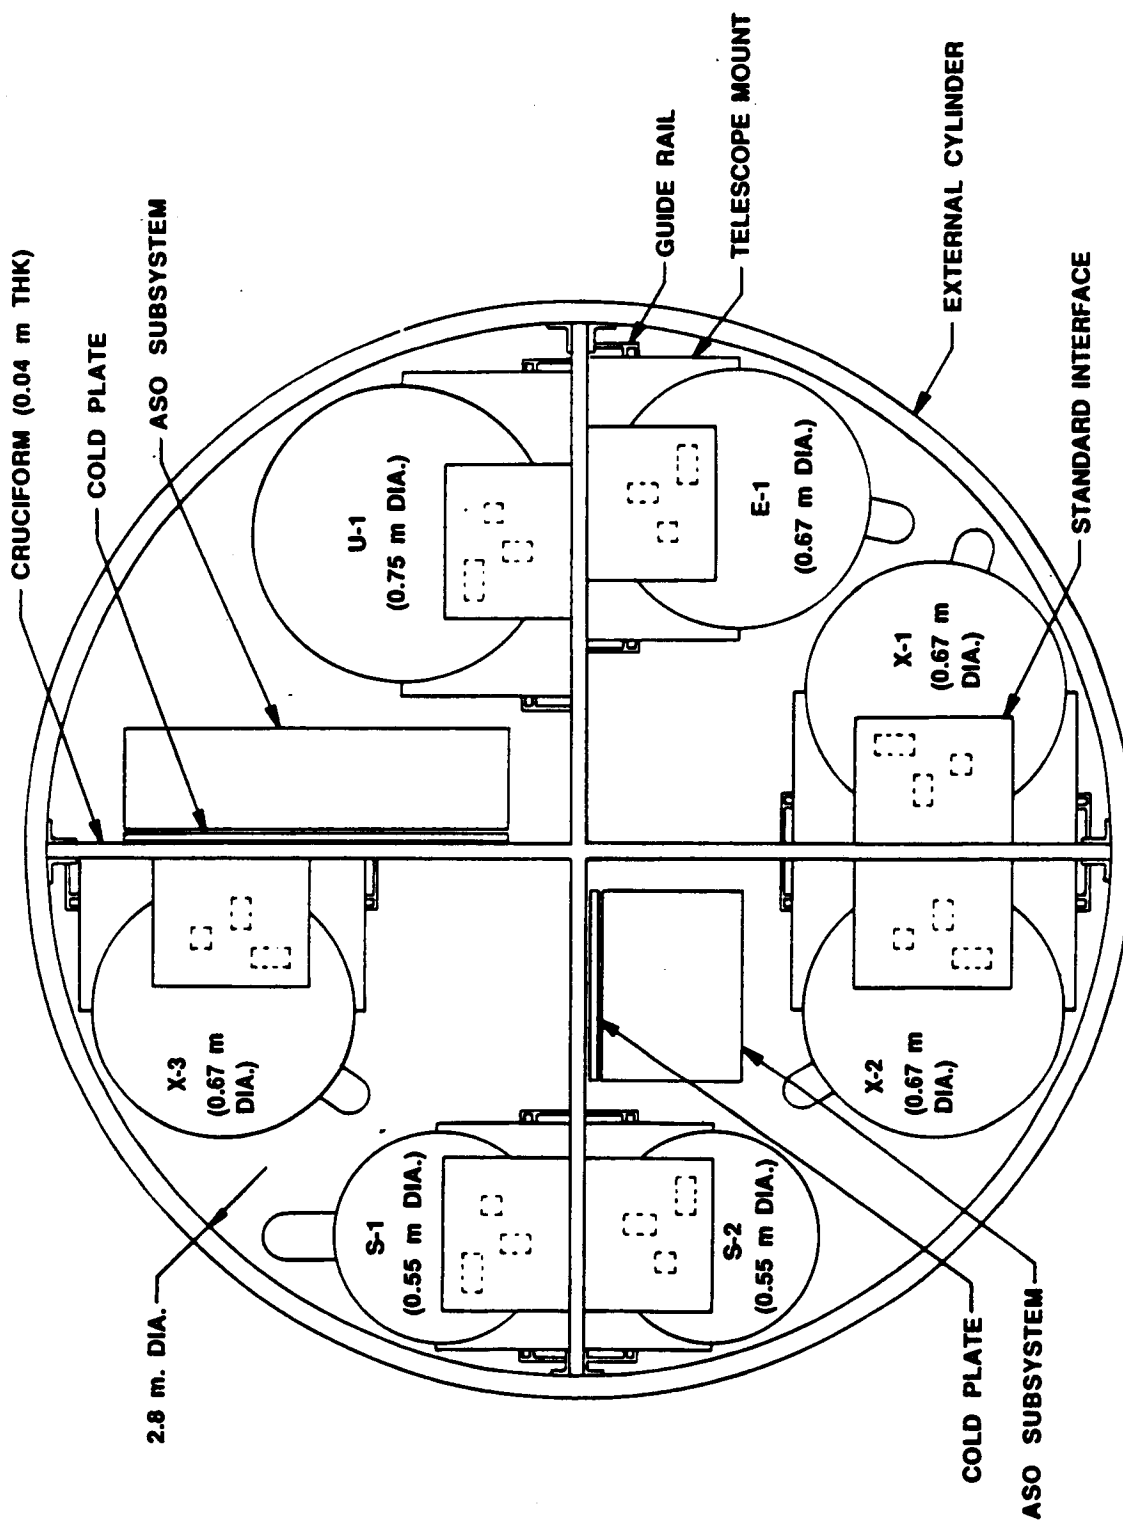 CRUCIFORM (0.04 m THK)
COLD PLATE
ASO SUBSYSTEM
2.8 m. DIA.
X-3
(0.67 m
DIA.)
U-1
(0.75 m DIA.)
S-1
(0.55 m DIA.)
GUIDE RAIL
TELESCOPE MOUNT
E-1
(0.67 m DIA.)
S-2
(0.55 m DIA.)
X-2
(0.67 m
DIA.)
X-1
(0.67 m
DIA.)
EXTERNAL CYLINDER
STANDARD INTERFACE
COLD PLATE
ASO SUBSYSTEM